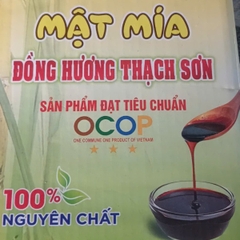 MẬT MÍA
ĐỒNG HƯƠNG THẠCH SƠN
SẢN PHẨM ĐẠT TIÊU CHUẨN
OCOP
ONE COMMUNE ONE PRODUCT OF VIETNAM
100%
NGUYÊN CHẤT